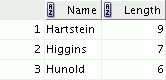 Name Length
1 Hartstein 9
2 Higgins 7
3 Hunold 6